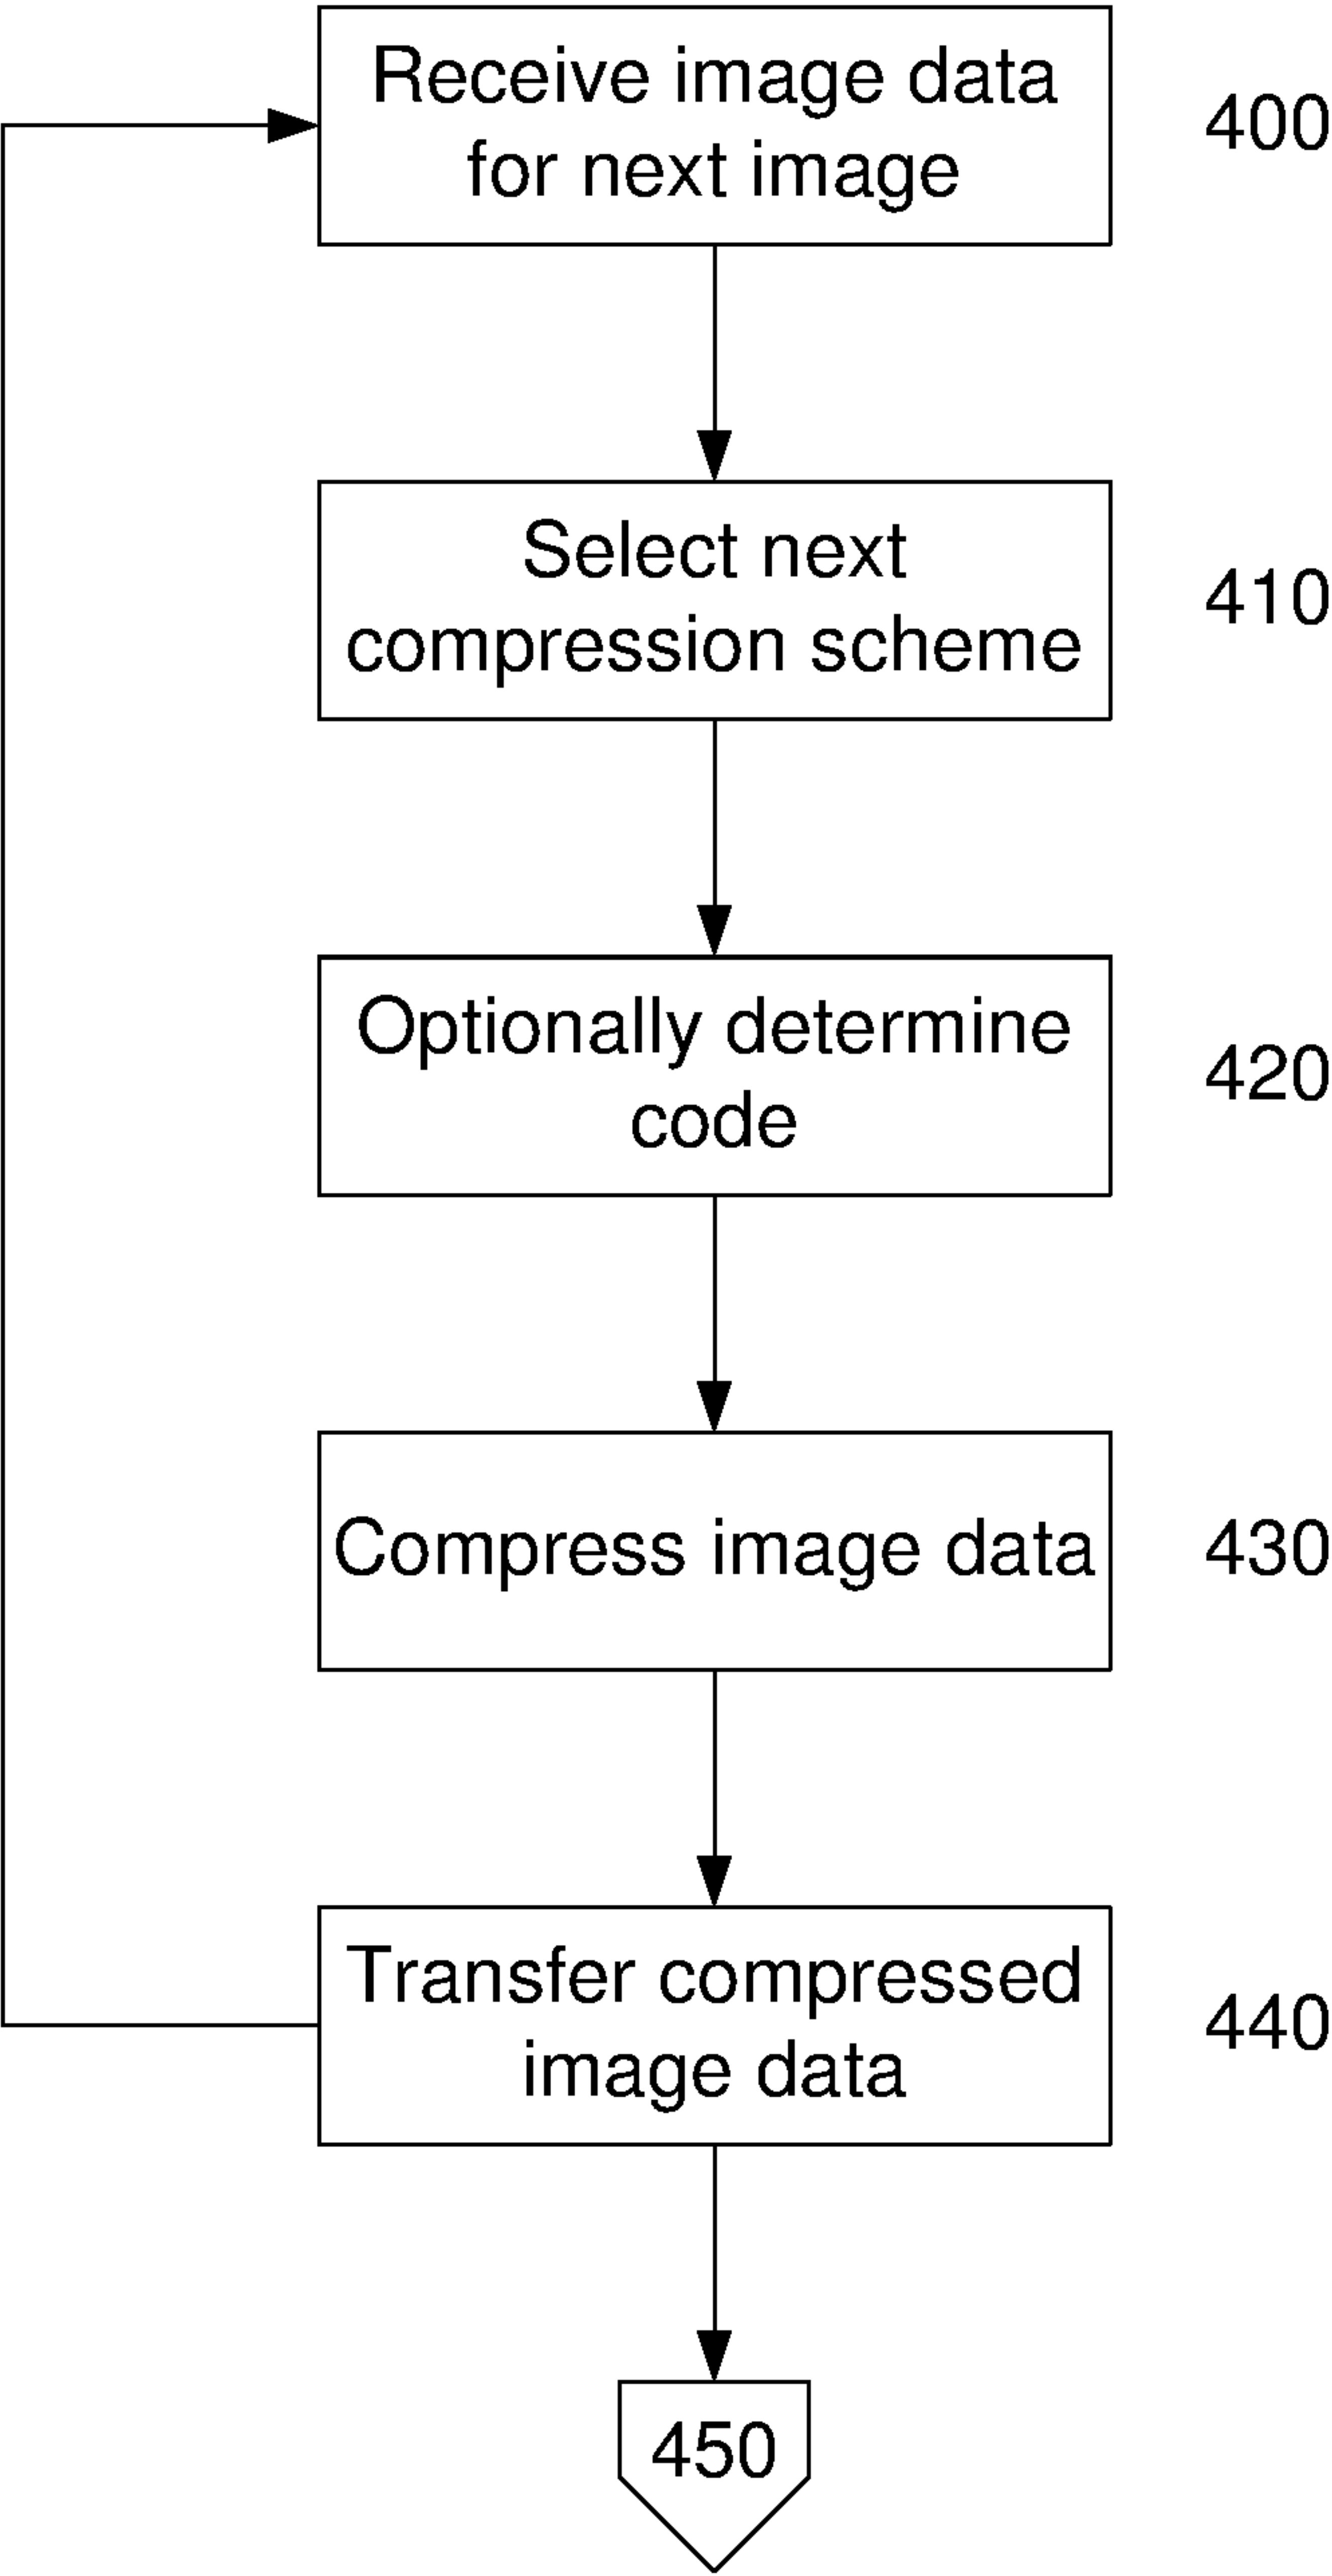 Receive image data
for next image
400
Select next
compression scheme
410
Optionally determine
code
420
Compress image data
430
Transfer compressed
image data
440
450